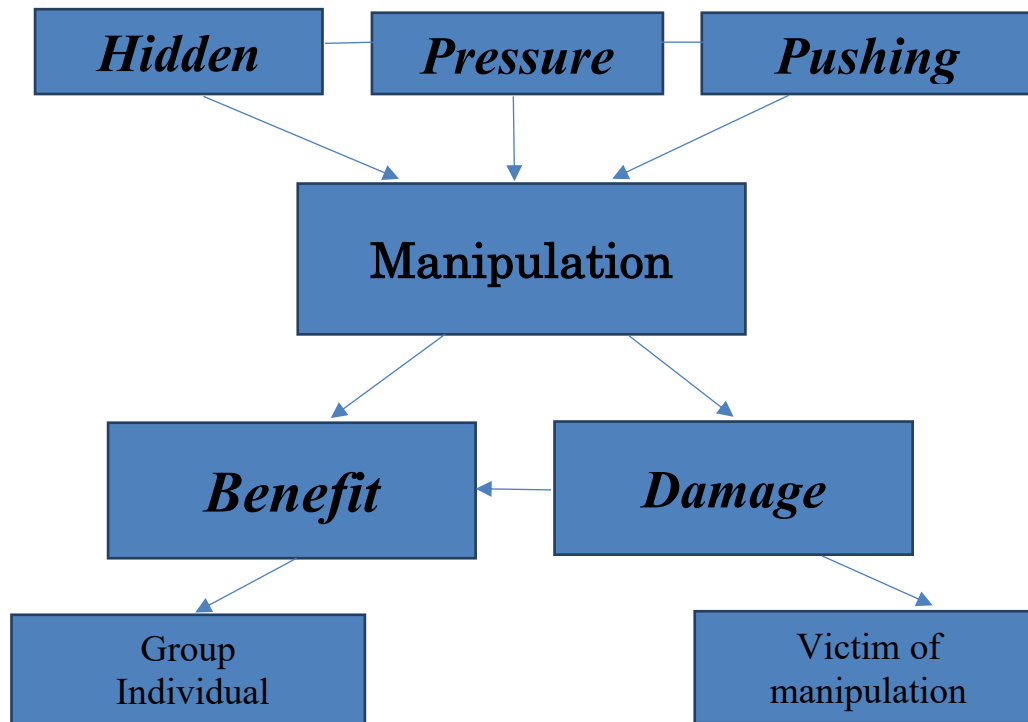 Hidden
Pressure
Pushing
Manipulation
Benefit
Damage
Group
Individual
Victim of
manipulation